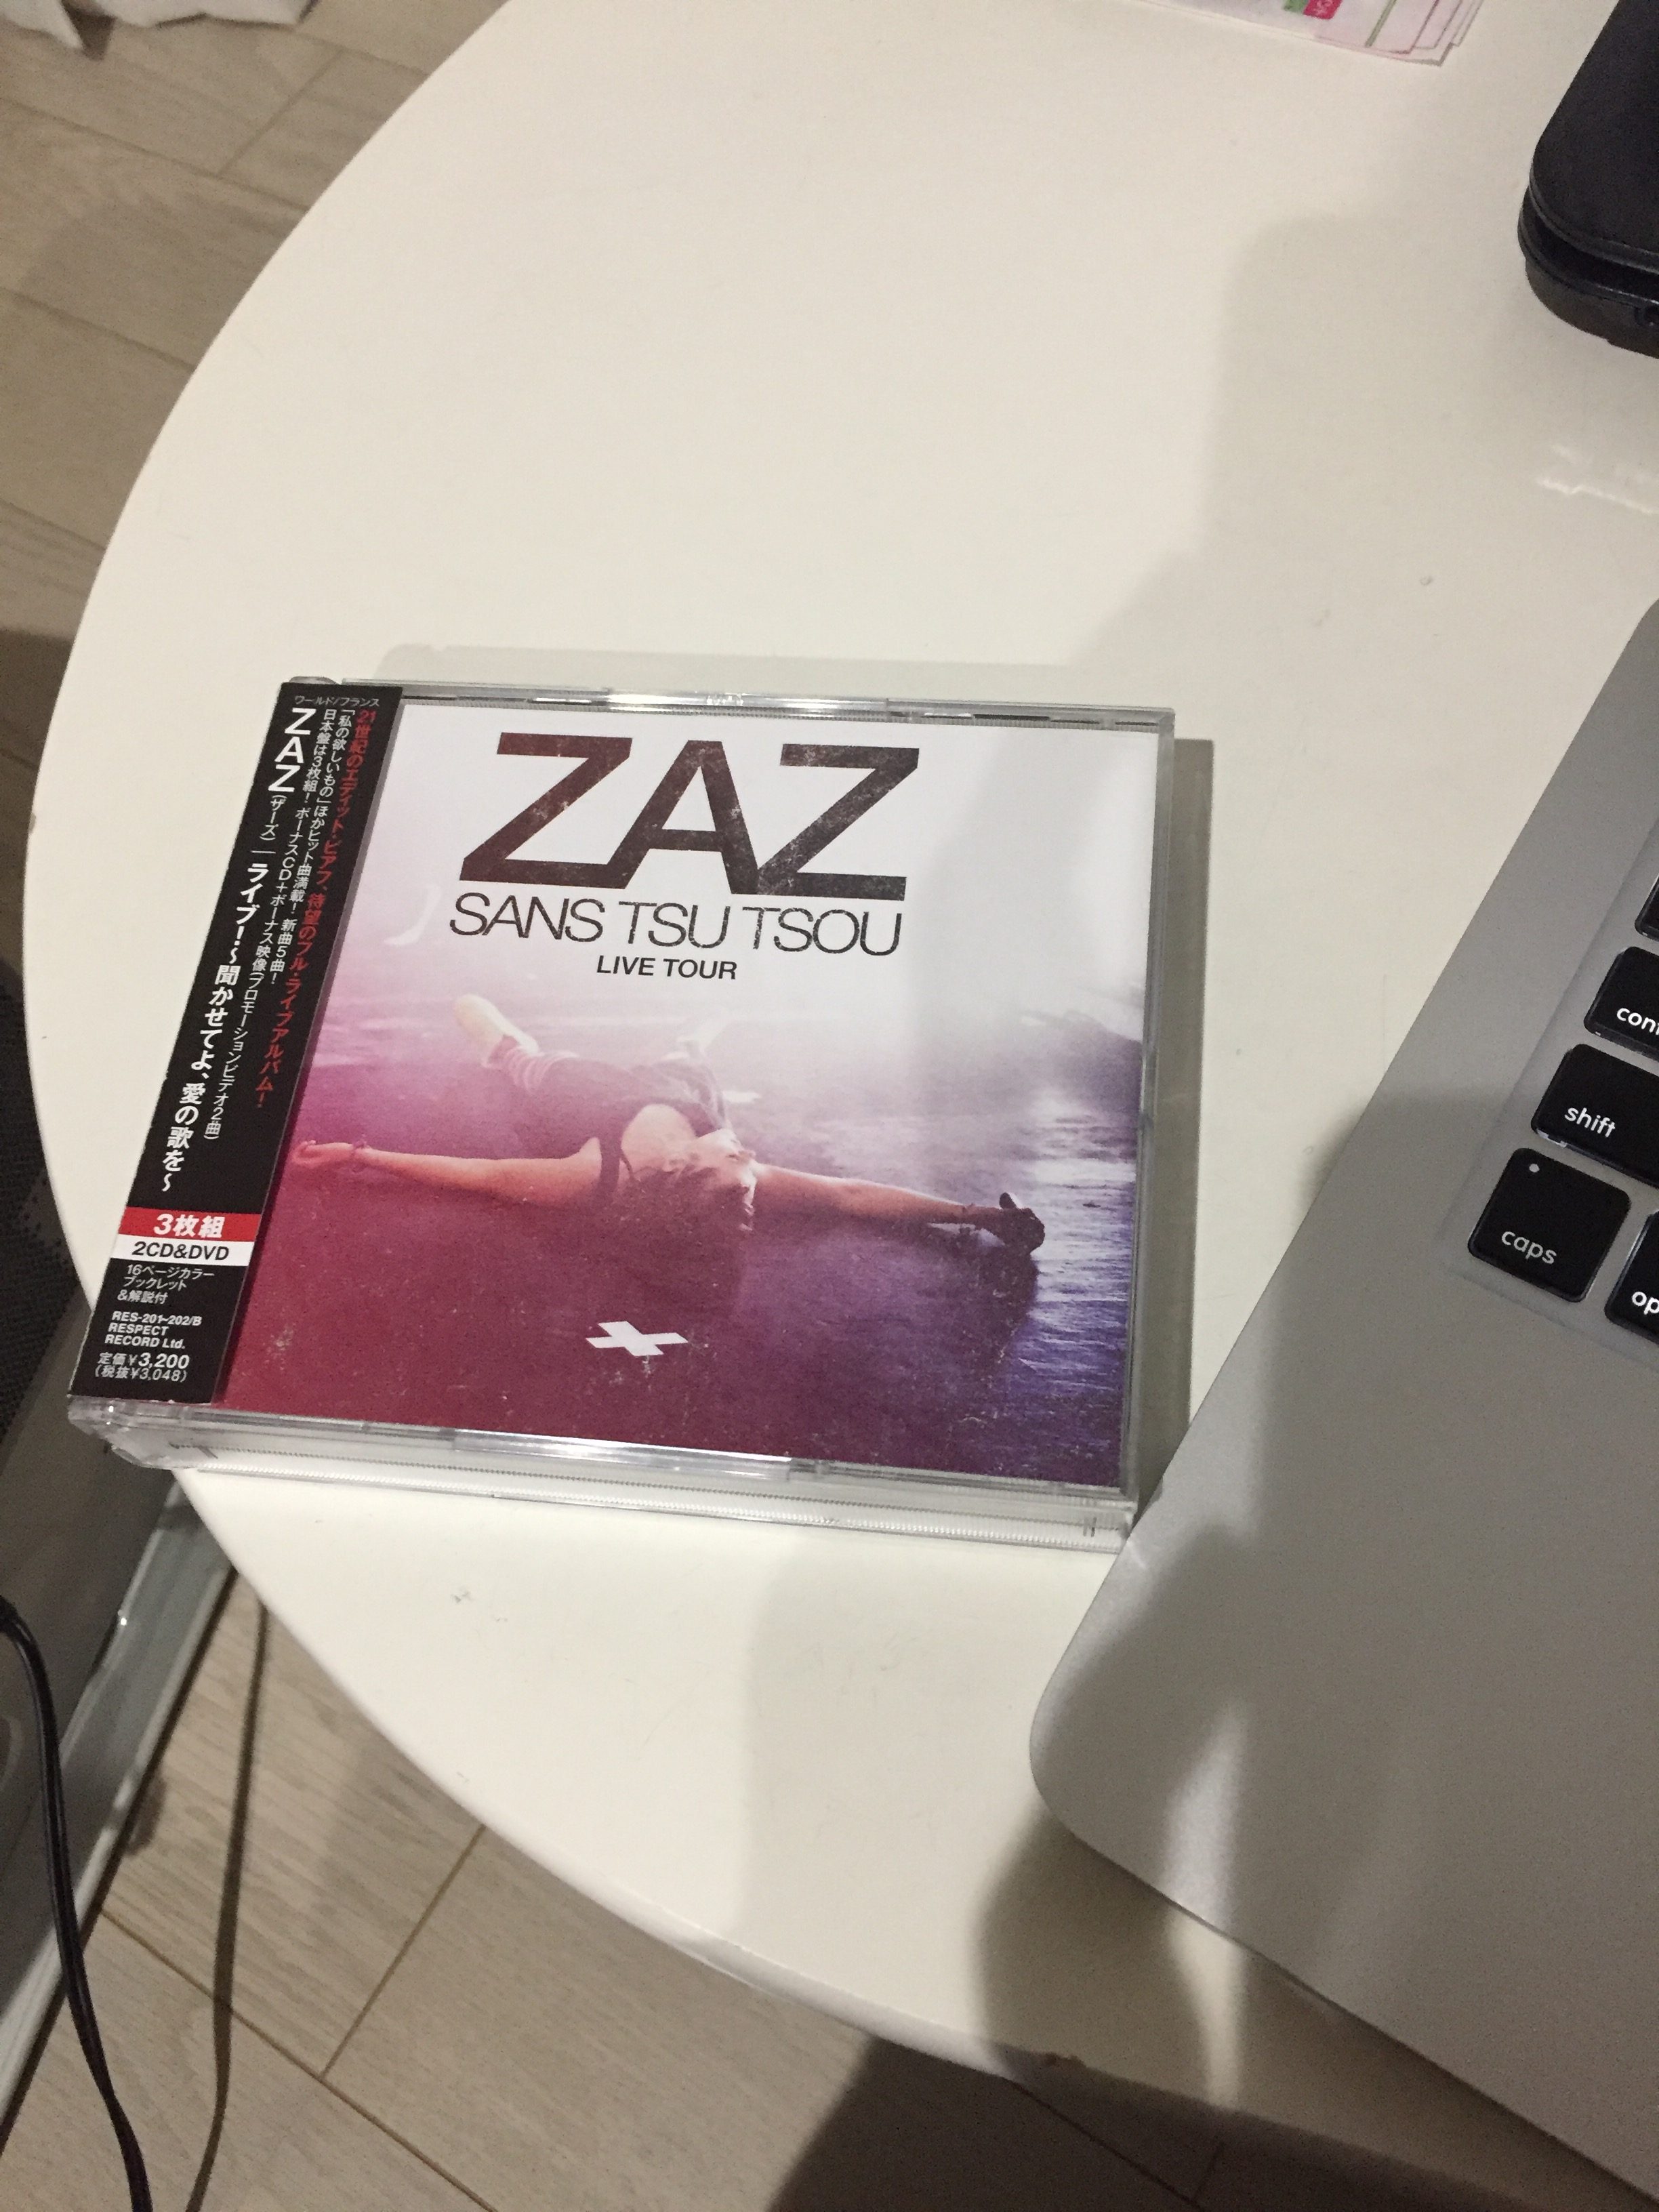 ワールド/フランス
21世紀のエディット・ピアフ、待望のフル・ライブアルバム!
「私の欲しいもの」ほかヒット曲満載! 新曲5曲!
日本盤は3枚組! ボーナスCD+ボーナス映像(プロモーションビデオ2曲)
ZAZ(ザーズ)―ライブ!~聞かせてよ、愛の歌を~
3枚組
2CD&DVD
16ページカラー
ブックレット
&解説付
RES-201~202/B
RESPECT
RECORD Ltd.
定価¥3,200
(税抜¥3,048)
ZAZ
SANS TSU TSOU
LIVE TOUR
shift
caps